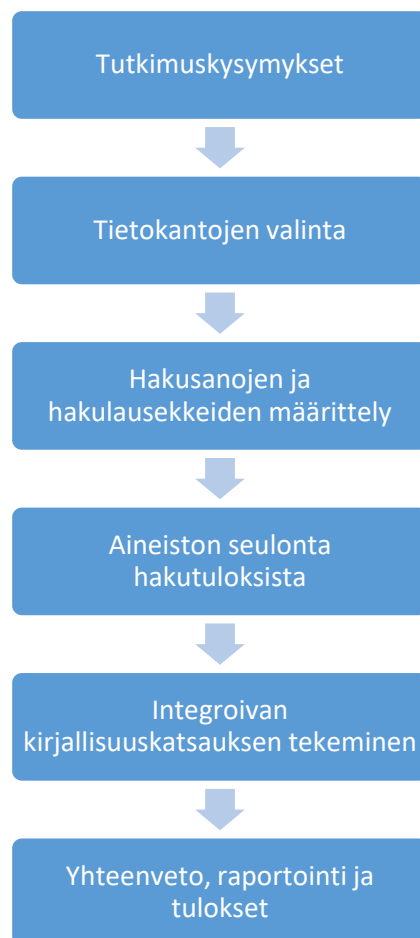 Tutkimuskysymykset
Tietokantojen valinta
Hakusanojen ja
hakulausekkeiden määrittely
Aineiston seulonta
hakutuloksista
Integroivan
kirjallisuuskatsauksen tekeminen
Yhteenveto, raportointi ja
tulokset